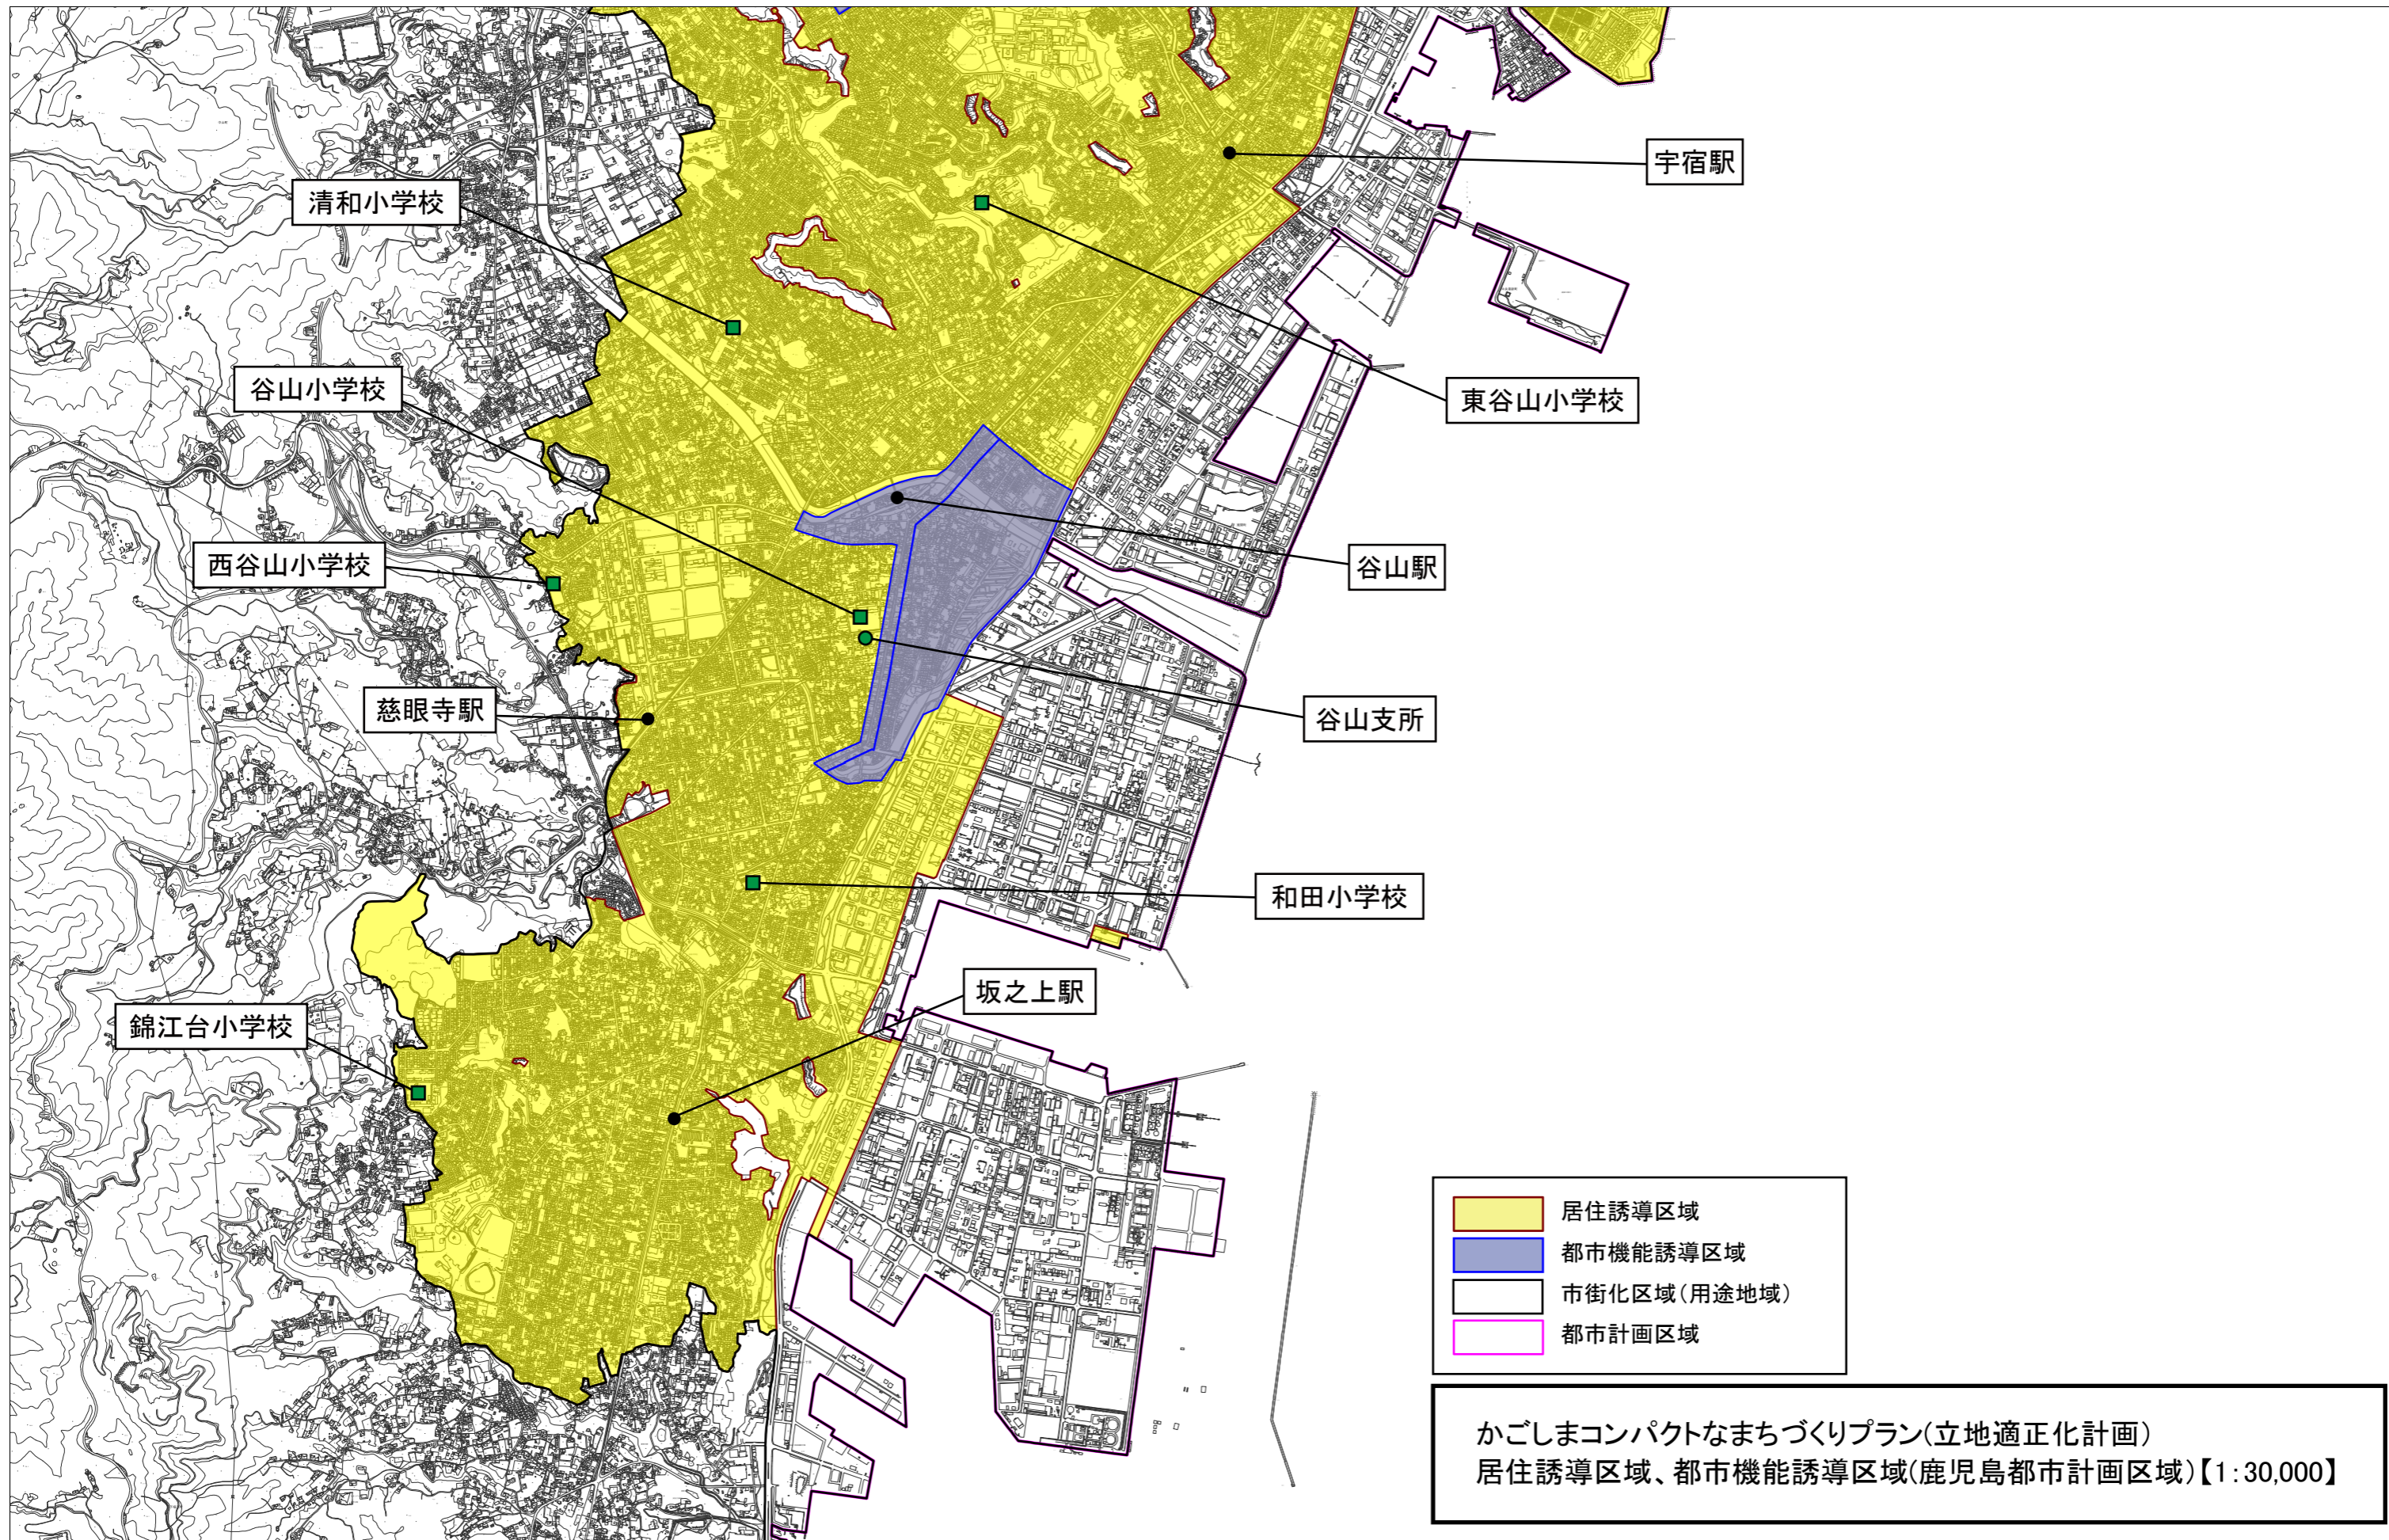 宇宿駅
清和小学校
谷山小学校
東谷山小学校
西谷山小学校
谷山駅
慈眼寺駅
谷山支所
和田小学校
坂之上駅
錦江台小学校
居住誘導区域
都市機能誘導区域
市街化区域(用途地域)
都市計画区域
かごしまコンパクトなまちづくりプラン(立地適正化計画)
居住誘導区域、都市機能誘導区域(鹿児島都市計画区域)【1:30,000】